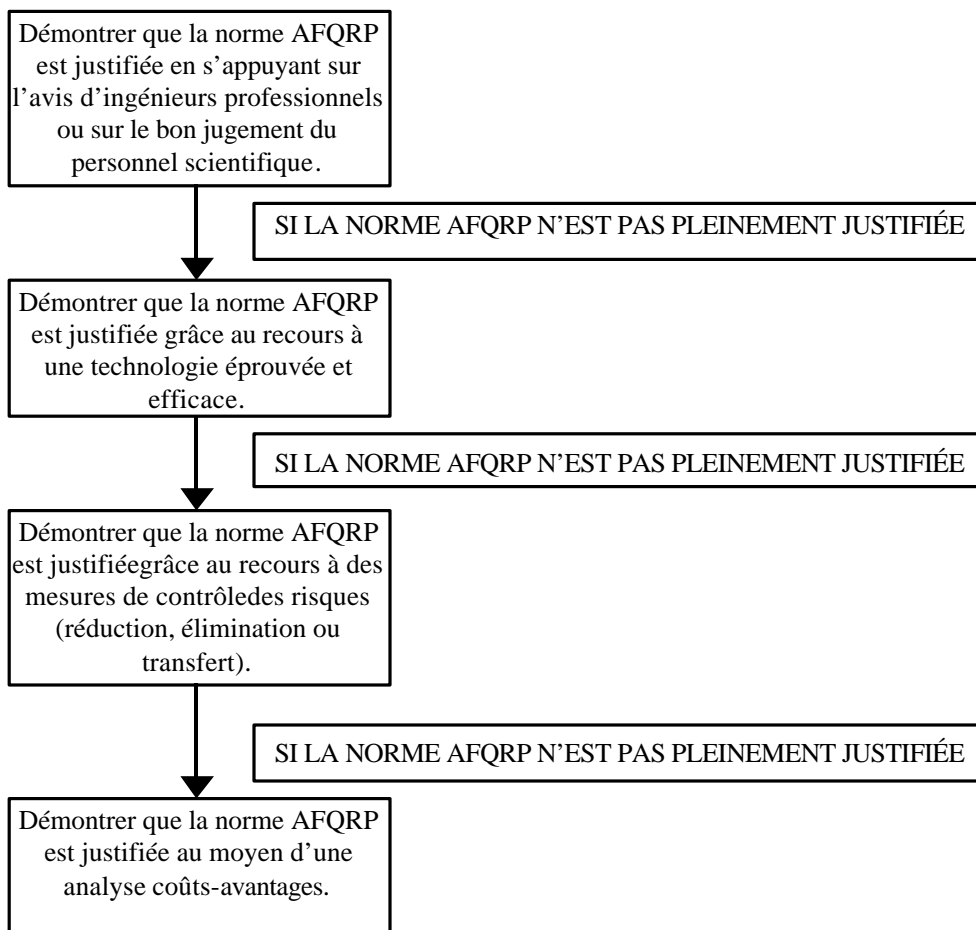 Démontrer que la norme AFQRP
est justifiée en s’appuyant sur
l’avis d’ingénieurs professionnels
ou sur le bon jugement du
personnel scientifique.
SI LA NORME AFQRP N’EST PAS PLEINEMENT JUSTIFIÉE
Démontrer que la norme AFQRP
est justifiée grâce au recours à
une technologie éprouvée et
efficace.
SI LA NORME AFQRP N’EST PAS PLEINEMENT JUSTIFIÉE
Démontrer que la norme AFQRP
est justifiéegrâce au recours à des
mesures de contrôledes risques
(réduction, élimination ou
transfert).
SI LA NORME AFQRP N’EST PAS PLEINEMENT JUSTIFIÉE
Démontrer que la norme AFQRP
est justifiée au moyen d’une
analyse coûts-avantages.